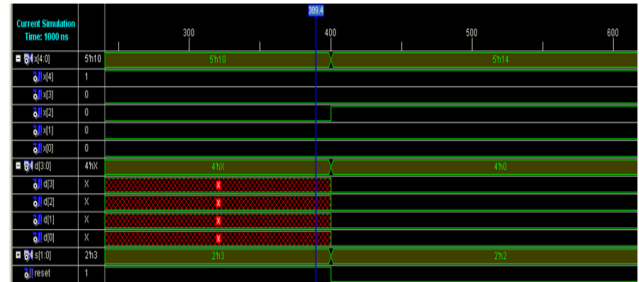 389.4
Current Simulation
Time: 1000 ns
300 400 500 600
x[4:0] 5'h10 5'h10 5'h14
x[4] 1
x[3] 0
x[2] 0
x[1] 0
x[0] 0
d[3:0] 4'hX 4'hX 4'h0
d[3] X X
d[2] X X
d[1] X X
d[0] X X
s[1:0] 2'h3 2'h3 2'h2
reset 1